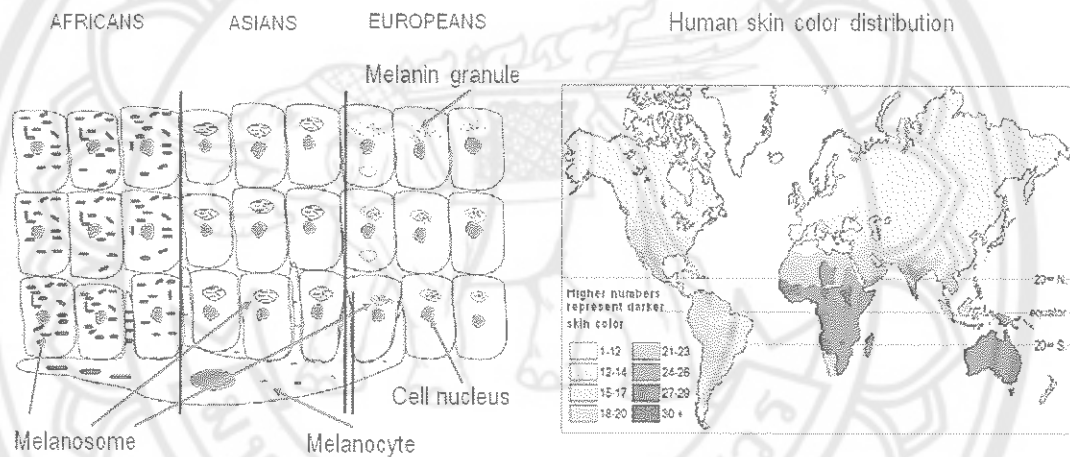 AFRICANS ASIANS EUROPEANS
Human skin color distribution
Melanin granule
Cell nucleus
Melanosome
Melanocyte
Higher numbers
represent darker
skin color
1-12 21-23
12-14 24-26
15-17 27-29
18-20 30 +
20° N.
equator
20° S.